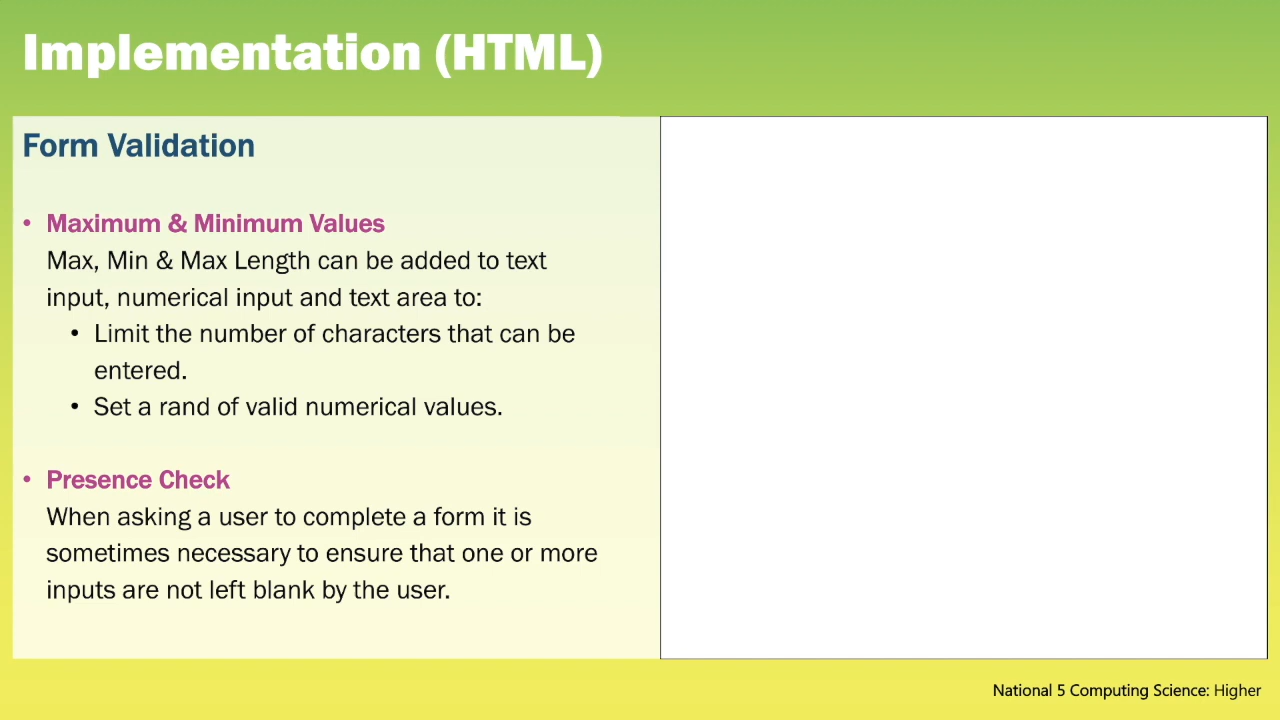 Implementation (HTML)
Form Validation
• Maximum & Minimum Values
Max, Min & Max Length can be added to text
input, numerical input and text area to:
• Limit the number of characters that can be
entered.
• Set a rand of valid numerical values.
• Presence Check
When asking a user to complete a form it is
sometimes necessary to ensure that one or more
inputs are not left blank by the user.
National 5 Computing Science: Higher